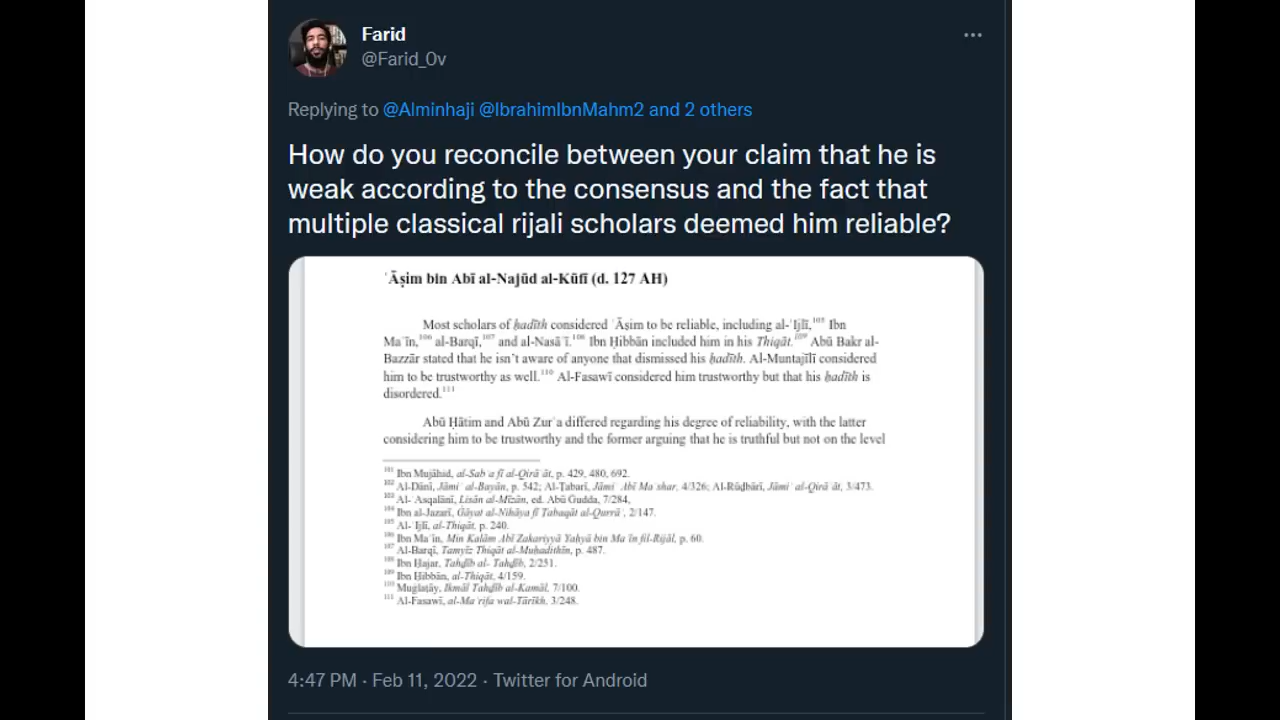 Farid
@Farid_0v
Replying to @Alminhaji @IbrahimIbnMahm2 and 2 others
How do you reconcile between your claim that he is
weak according to the consensus and the fact that
multiple classical rijali scholars deemed him reliable?
ʿĀṣim bin Abī al-Najūd al-Kūfī (d. 127 AH)
Most scholars of ḥadīth considered ʿĀṣim to be reliable, including al-ʿIjlī,105 Ibn
Maʿīn,106 al-Barqī,107 and al-Nasāʾī.108 Ibn Ḥibbān included him in his Thiqāt.109 Abū Bakr al-
Bazzār stated that he isn't aware of anyone that dismissed his ḥadīth. Al-Muntajīlī considered
him to be trustworthy as well.110 Al-Fasawī considered him trustworthy but that his ḥadīth is
disordered.111
Abū Ḥātim and Abū Zurʿa differed regarding his degree of reliability, with the latter
considering him to be trustworthy and the former arguing that he is truthful but not on the level
101 Ibn Mujāhid, al-Sabʿa fī al-Qirāʾāt, p. 429, 480, 692.
102 Al-Dānī, Jāmiʿ al-Bayān, p. 542; Al-Ṭabarī, Jāmiʿ Abī Maʿshar, 4/326; Al-Rūḏbārī, Jāmiʿ al-Qirāʾāt, 3/473.
103 Al-ʿAsqalānī, Lisān al-Mīzān, ed. Abū Ġudda, 7/284.
104 Ibn al-Jazarī, Ġāyat al-Nihāya fī Ṭabaqāt al-Qurrāʾ, 2/147.
105 Al-ʿIjlī, al-Thiqāt, p. 240.
106 Ibn Maʿīn, Min Kalām Abī Zakariyyā Yaḥyā bin Maʿīn fil-Rijāl, p. 60.
107 Al-Barqī, Tamyīz Thiqāt al-Muḥadithīn, p. 487.
108 Ibn Ḥajar, Tahḏīb al- Tahḏīb, 2/251.
109 Ibn Ḥibbān, al-Thiqāt, 4/159.
110 Muġlaṭāy, Ikmāl Tahḏīb al-Kamāl, 7/100.
111 Al-Fasawī, al-Maʿrifa wal-Tārīkh, 3/248.
4:47 PM · Feb 11, 2022 · Twitter for Android